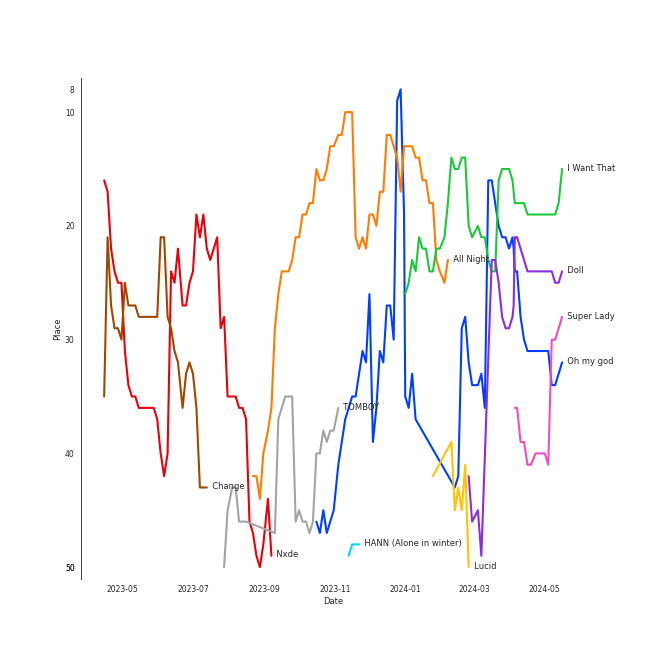 8
10
I Want That
20
All Night
Doll
Super Lady
Place
30
Oh my god
TOMBOY
40
Change
HANN (Alone in winter)
Nxde
Lucid
50
2023-05
2023-07
2023-09
2023-11
2024-01
2024-03
2024-05
Date